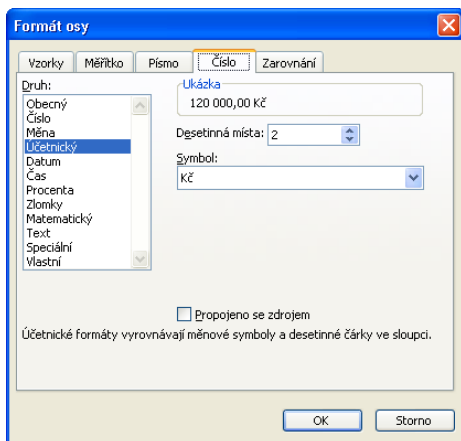 Formát osy
Vzorky Měřítko Písmo Číslo Zarovnání
Druh:
Obecný
Číslo
Měna
Účetnický
Datum
Čas
Procenta
Zlomky
Matematický
Text
Speciální
Vlastní
Ukázka
120 000,00 Kč
Desetinná místa: 2
Symbol:
Kč
Propojeno se zdrojem
Účetnické formáty vyrovnávají měnové symboly a desetinné čárky ve sloupci.
OK Storno